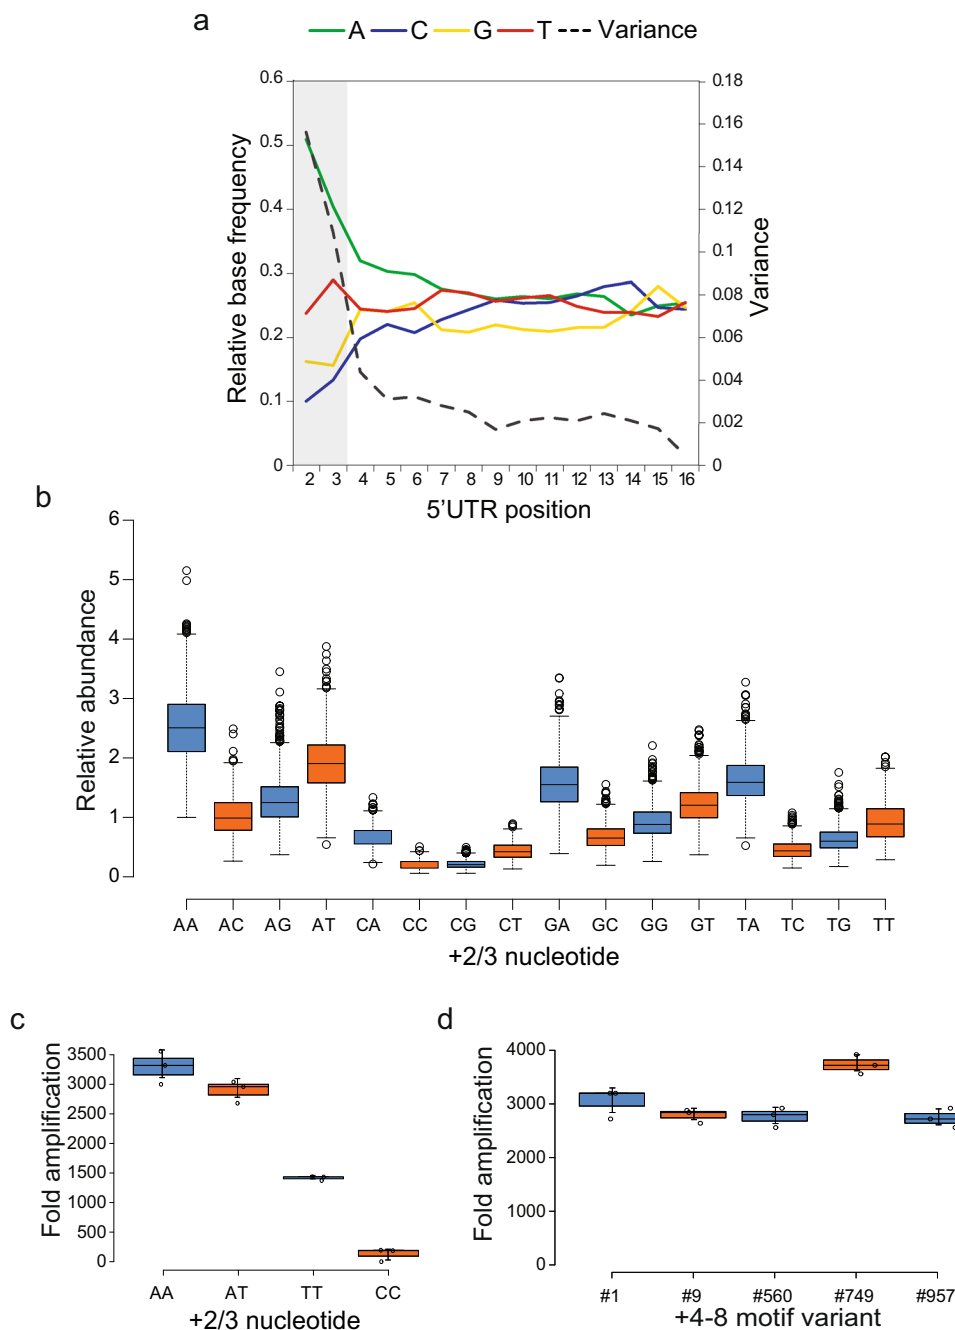 a
A C G T Variance
Relative base frequency
0.6
0.5
0.4
0.3
0.2
0.1
0
0.18
0.16
0.14
0.12
0.1
0.08
0.06
0.04
0.02
0
Variance
2 3 4 5 6 7 8 9 10 11 12 13 14 15 16
5'UTR position
b
Relative abundance
6
5
4
3
2
1
0
AA AC AG AT CA CC CG CT GA GC GG GT TA TC TG TT
+2/3 nucleotide
c
Fold amplification
3500
3000
2500
2000
1500
1000
500
0
AA AT TT CC
+2/3 nucleotide
d
Fold amplification
4000
3000
2000
1000
0
#1 #9 #560 #749 #957
+4-8 motif variant